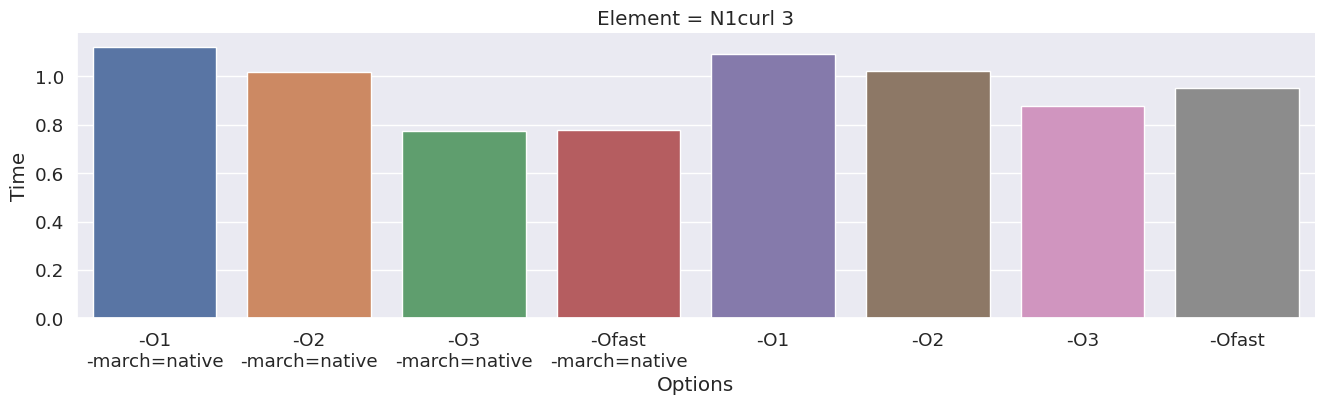 Element = N1curl 3
Time
1.0
0.8
0.6
0.4
0.2
0.0
-O1
-march=native
-O2
-march=native
-O3
-march=native
-Ofast
-march=native
-O1
-O2
-O3
-Ofast
Options